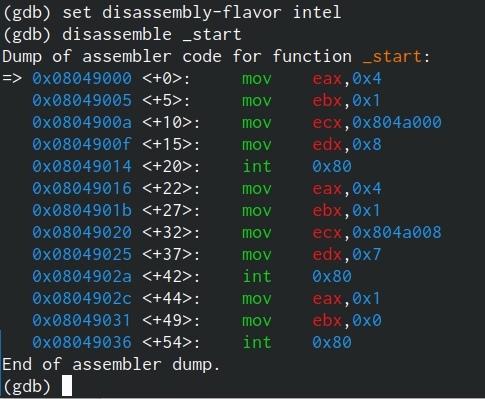 (gdb) set disassembly-flavor intel
(gdb) disassemble _start
Dump of assembler code for function _start:
=> 0x08049000 <+0>:     mov    eax,0x4
   0x08049005 <+5>:     mov    ebx,0x1
   0x0804900a <+10>:    mov    ecx,0x804a000
   0x0804900f <+15>:    mov    edx,0x8
   0x08049014 <+20>:    int    0x80
   0x08049016 <+22>:    mov    eax,0x4
   0x0804901b <+27>:    mov    ebx,0x1
   0x08049020 <+32>:    mov    ecx,0x804a008
   0x08049025 <+37>:    mov    edx,0x7
   0x0804902a <+42>:    int    0x80
   0x0804902c <+44>:    mov    eax,0x1
   0x08049031 <+49>:    mov    ebx,0x0
   0x08049036 <+54>:    int    0x80
End of assembler dump.
(gdb)